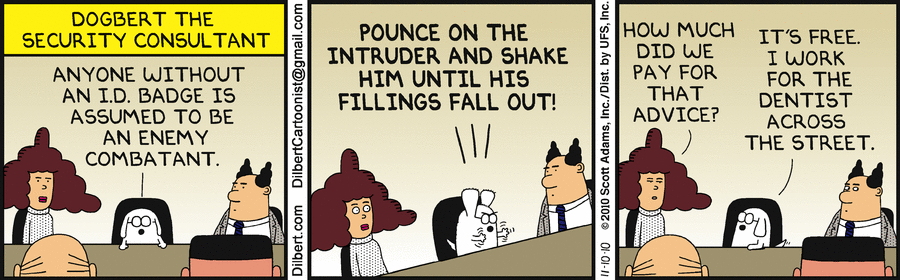 DOGBERT THE
SECURITY CONSULTANT
ANYONE WITHOUT
AN I.D. BADGE IS
ASSUMED TO BE
AN ENEMY
COMBATANT.
Dilbert.com DilbertCartoonist@gmail.com
POUNCE ON THE
INTRUDER AND SHAKE
HIM UNTIL HIS
FILLINGS FALL OUT!
11-10-10 ©2010 Scott Adams, Inc./Dist. by UFS, Inc.
HOW MUCH
DID WE
PAY FOR
THAT
ADVICE?
IT'S FREE.
I WORK
FOR THE
DENTIST
ACROSS
THE STREET.